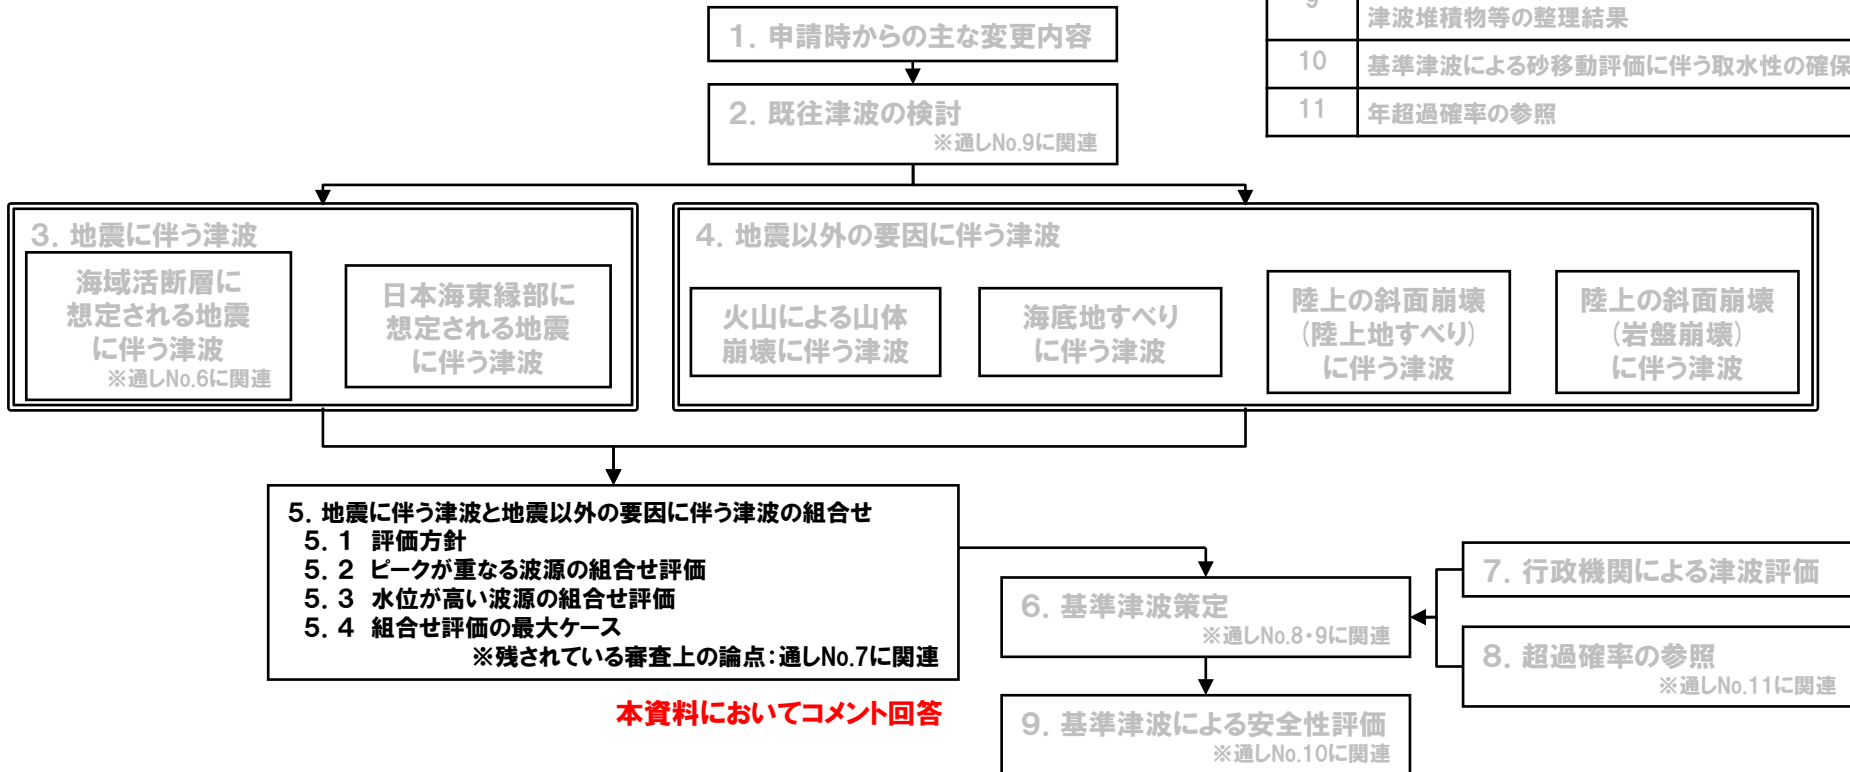 1. 申請時からの主な変更内容
2. 既往津波の検討
※通しNo.9に関連
9
津波堆積物等の整理結果
10
基準津波による砂移動評価に伴う取水性の確保
11
年超過確率の参照
3. 地震に伴う津波
海域活断層に
想定される地震
に伴う津波
※通しNo.6に関連
日本海東縁部に
想定される地震
に伴う津波
4. 地震以外の要因に伴う津波
火山による山体
崩壊に伴う津波
海底地すべり
に伴う津波
陸上の斜面崩壊
(陸上地すべり)
に伴う津波
陸上の斜面崩壊
(岩盤崩壊)
に伴う津波
5. 地震に伴う津波と地震以外の要因に伴う津波の組合せ
5. 1 評価方針
5. 2 ピークが重なる波源の組合せ評価
5. 3 水位が高い波源の組合せ評価
5. 4 組合せ評価の最大ケース
※残されている審査上の論点:通しNo.7に関連
本資料においてコメント回答
6. 基準津波策定
※通しNo.8・9に関連
7. 行政機関による津波評価
8. 超過確率の参照
※通しNo.11に関連
9. 基準津波による安全性評価
※通しNo.10に関連